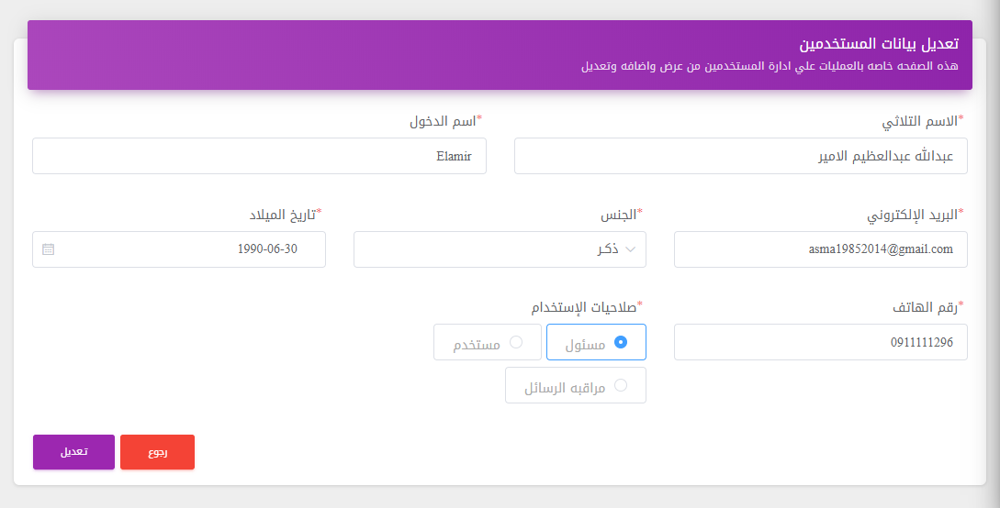 تعديل بيانات المستخدمين
هذه الصفحه خاصه بالعمليات علي ادارة المستخدمين من عرض واضافه وتعديل
*الاسم الثلاثي
*اسم الدخول
عبدالله عبدالعظيم الامير
Elamir
*البريد الإلكتروني
*الجنس
*تاريخ الميلاد
asma19852014@gmail.com
ذكر
1990-06-30
*رقم الهاتف
*صلاحيات الإستخدام
0911111296
مسئول
مستخدم
مراقبه الرسائل
رجوع
تعديل